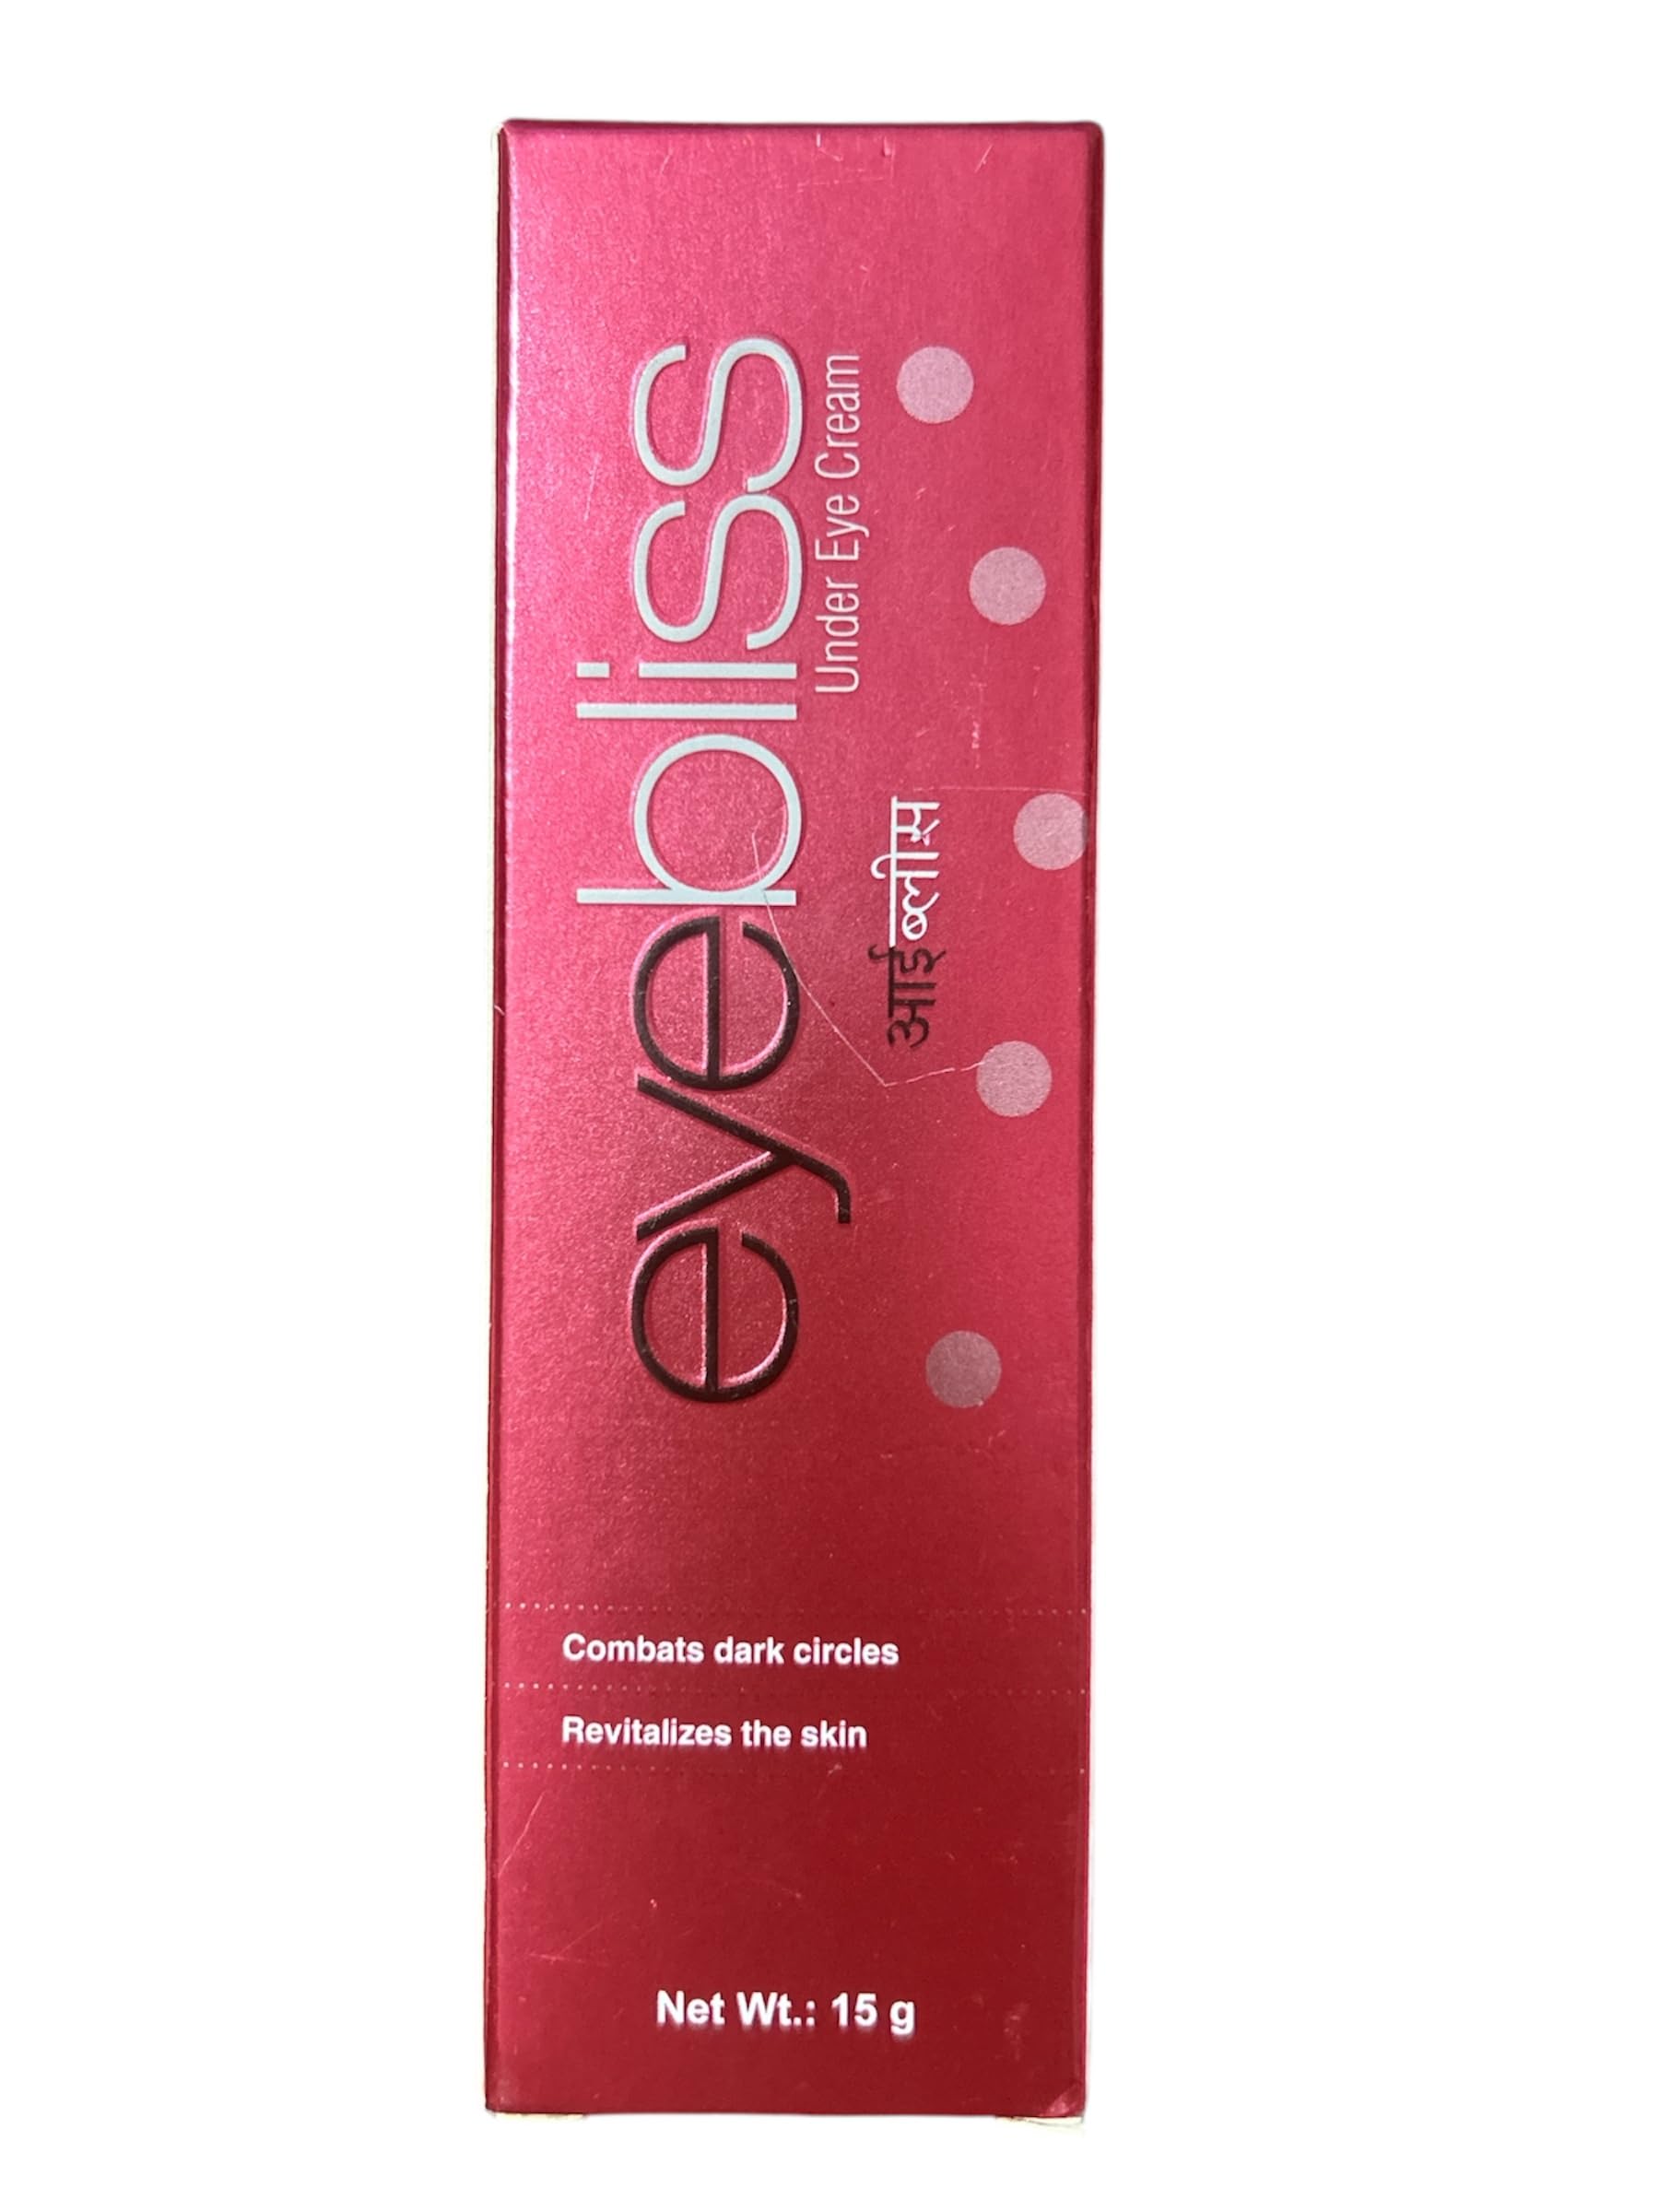 eyebliss
Under Eye Cream
आईब्लीस
Combats dark circles
Revitalizes the skin
Net Wt.: 15 g